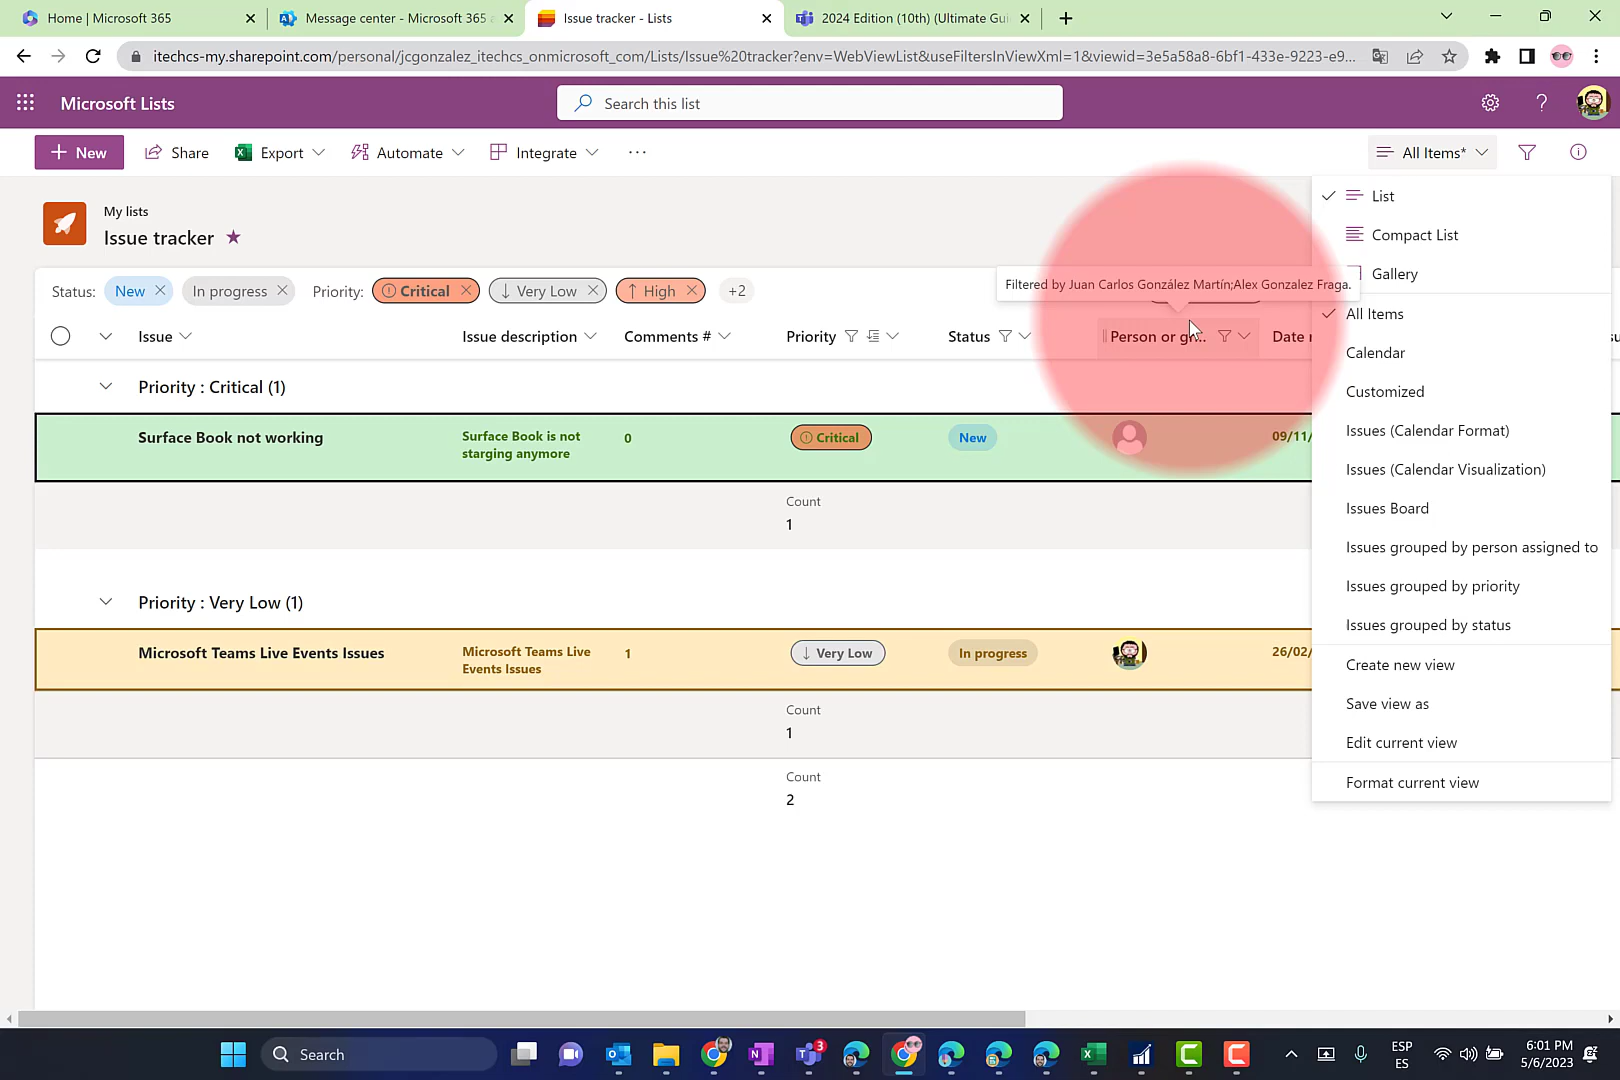 Home | Microsoft 365
Message center - Microsoft 365 a
Issue tracker - Lists
2024 Edition (10th) (Ultimate Gui
itechcs-my.sharepoint.com/personal/jcgonzalez_itechcs_onmicrosoft_com/Lists/Issue%20tracker?env=WebViewList&useFiltersInViewXml=1&viewid=3e5a58a8-6bf1-433e-9223-e9...
Microsoft Lists
Search this list
New
Share
Export
Automate
Integrate
All Items*
My lists
Issue tracker
Status:
New
In progress
Priority:
Critical
Very Low
High
+2
Filtered by Juan Carlos González Martín;Alex Gonzalez Fraga.
Issue
Issue description
Comments #
Priority
Status
Person or gr...
Date r
Priority : Critical (1)
Surface Book not working
Surface Book is not
starging anymore
0
Critical
New
09/11/
Count
1
Priority : Very Low (1)
Microsoft Teams Live Events Issues
Microsoft Teams Live
Events Issues
1
Very Low
In progress
26/02/
Count
1
Count
2
List
Compact List
Gallery
All Items
Calendar
Customized
Issues (Calendar Format)
Issues (Calendar Visualization)
Issues Board
Issues grouped by person assigned to
Issues grouped by priority
Issues grouped by status
Create new view
Save view as
Edit current view
Format current view
Search
3
ESP
ES
6:01 PM
5/6/2023